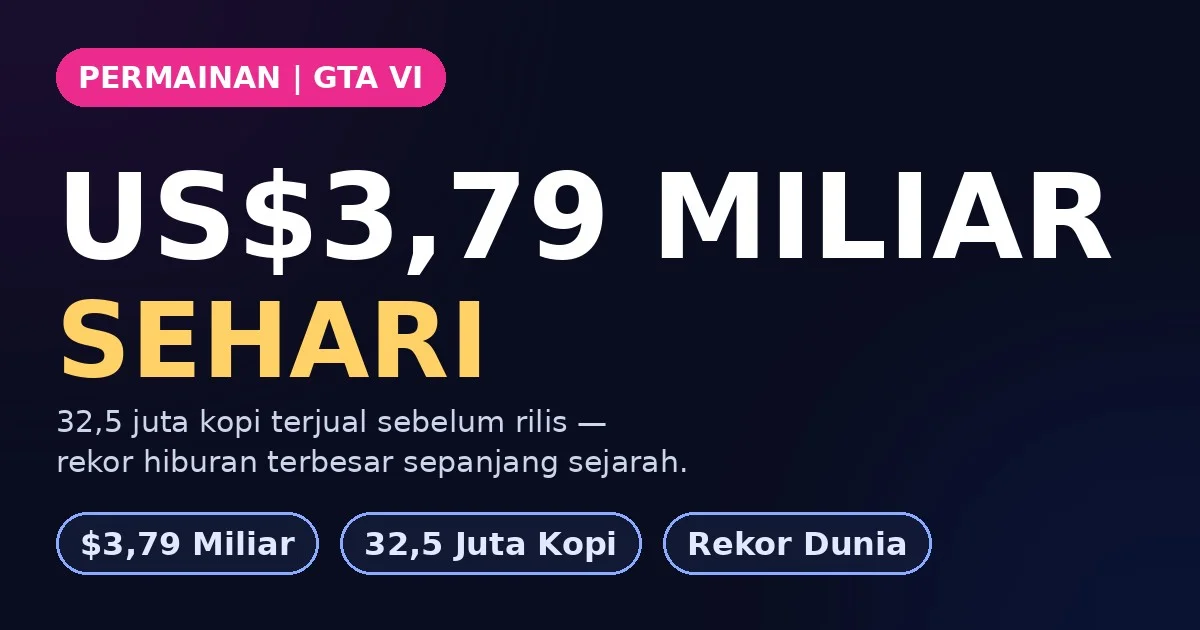 PERMAINAN | GTA VI
US$3,79 MILIAR
SEHARI
32,5 juta kopi terjual sebelum rilis —
rekor hiburan terbesar sepanjang sejarah.
$3,79 Miliar
32,5 Juta Kopi
Rekor Dunia